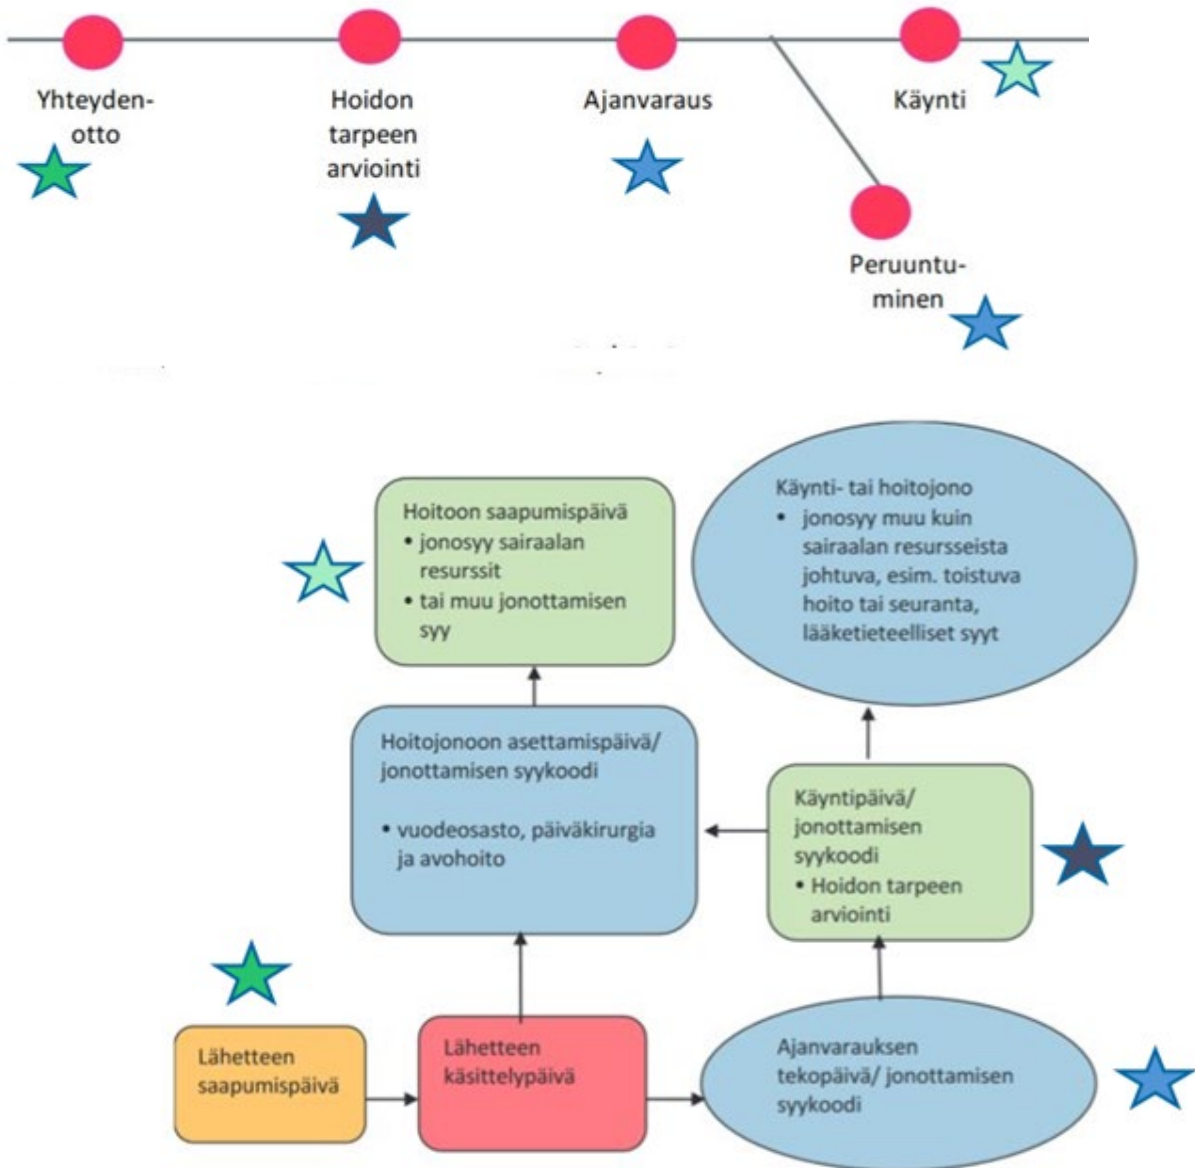 Yhteyden-
otto
Hoidon
tarpeen
arviointi
Ajanvaraus
Käynti
Peruuntu-
minen
Hoitoon saapumispäivä
• jonosyy sairaalan
resurssit
• tai muu jonottamisen
syy
Käynti- tai hoitojono
• jonosyy muu kuin
sairaalan resursseista
johtuva, esim. toistuva
hoito tai seuranta,
lääketieteelliset syyt
Hoitojonoon asettamispäivä/
jonottamisen syykoodi
• vuodeosasto, päiväkirurgia
ja avohoito
Käyntipäivä/
jonottamisen
syykoodi
• Hoidon tarpeen
arviointi
Lähetteen
saapumispäivä
Lähetteen
käsittelypäivä
Ajanvarauksen
tekopäivä/ jonottamisen
syykoodi